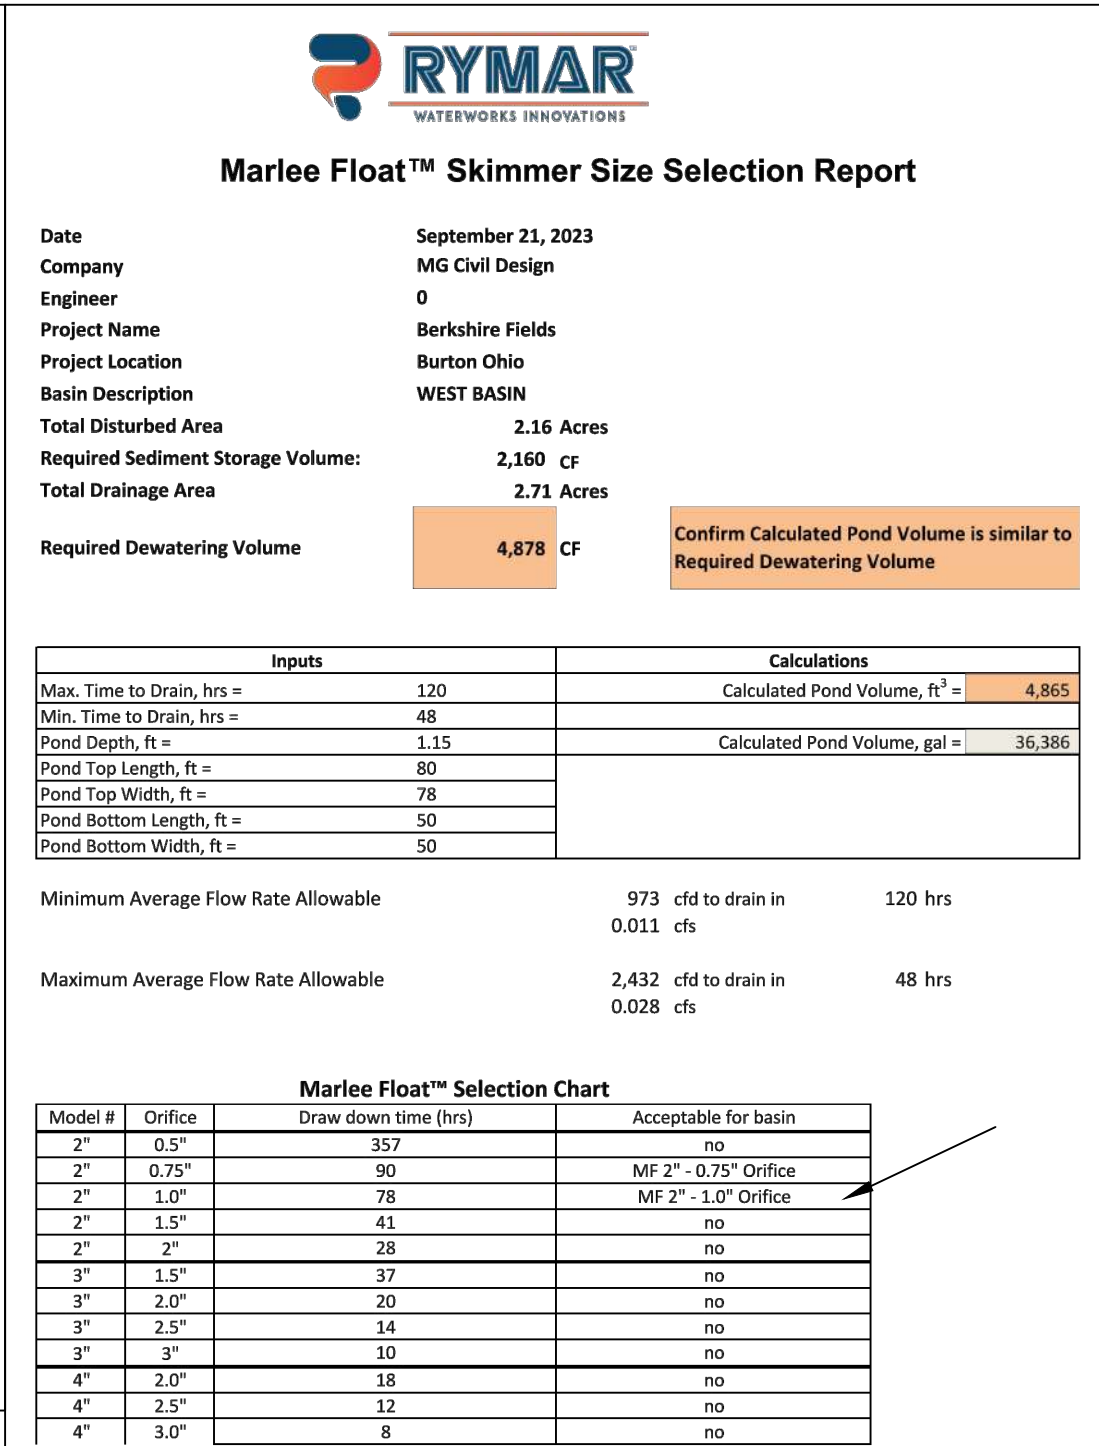 RYMAR™
WATERWORKS INNOVATIONS
Marlee Float™ Skimmer Size Selection Report
Date September 21, 2023
Company MG Civil Design
Engineer 0
Project Name Berkshire Fields
Project Location Burton Ohio
Basin Description WEST BASIN
Total Disturbed Area 2.16 Acres
Required Sediment Storage Volume: 2,160 CF
Total Drainage Area 2.71 Acres
Required Dewatering Volume 4,878 CF
Confirm Calculated Pond Volume is similar to
Required Dewatering Volume
Inputs Calculations
Max. Time to Drain, hrs = 120 Calculated Pond Volume, ft³ = 4,865
Min. Time to Drain, hrs = 48
Pond Depth, ft = 1.15 Calculated Pond Volume, gal = 36,386
Pond Top Length, ft = 80
Pond Top Width, ft = 78
Pond Bottom Length, ft = 50
Pond Bottom Width, ft = 50
Minimum Average Flow Rate Allowable 973 cfd to drain in 120 hrs
0.011 cfs
Maximum Average Flow Rate Allowable 2,432 cfd to drain in 48 hrs
0.028 cfs
Marlee Float™ Selection Chart
Model # Orifice Draw down time (hrs) Acceptable for basin
2" 0.5" 357 no
2" 0.75" 90 MF 2" - 0.75" Orifice
2" 1.0" 78 MF 2" - 1.0" Orifice
2" 1.5" 41 no
2" 2" 28 no
3" 1.5" 37 no
3" 2.0" 20 no
3" 2.5" 14 no
3" 3" 10 no
4" 2.0" 18 no
4" 2.5" 12 no
4" 3.0" 8 no